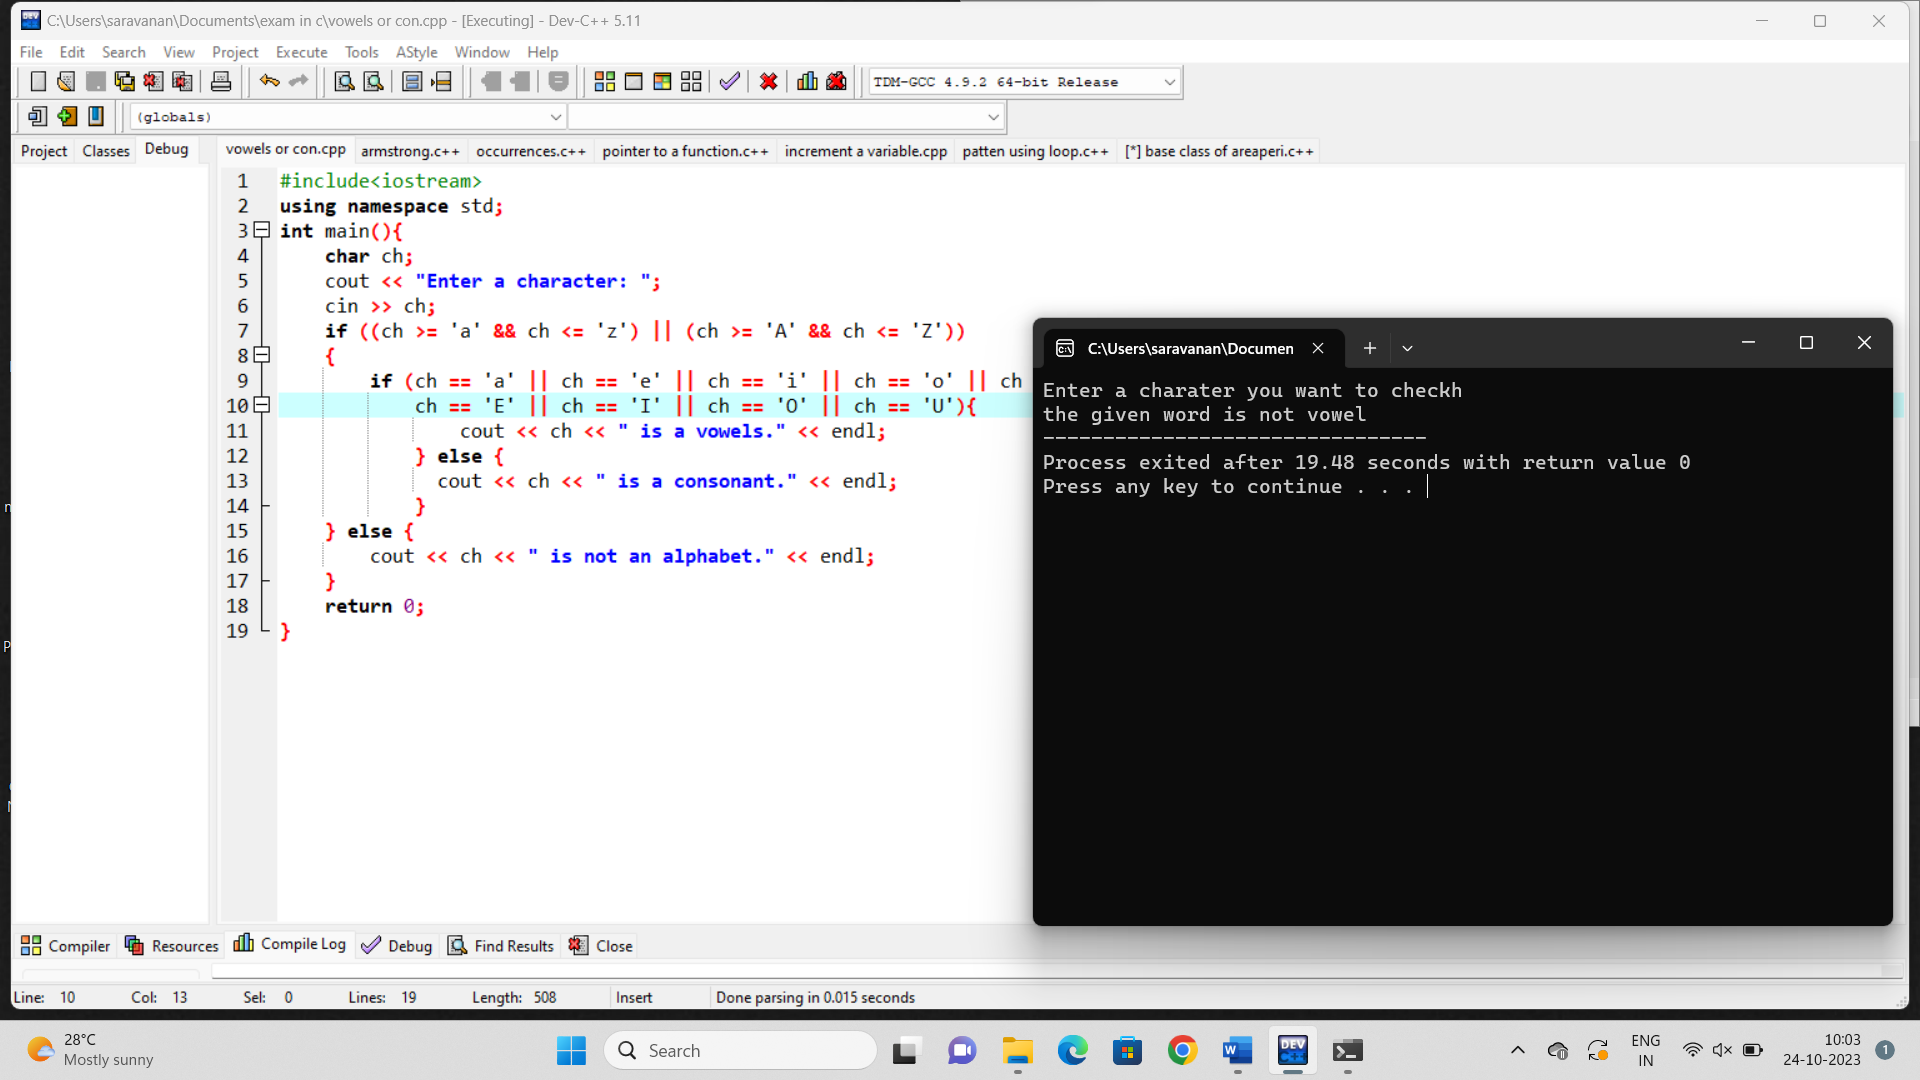 C:\Users\saravanan\Documents\exam in c\vowels or con.cpp - [Executing] - Dev-C++ 5.11
File Edit Search View Project Execute Tools AStyle Window Help
TDM-GCC 4.9.2 64-bit Release
(globals)
Project Classes Debug
vowels or con.cpp armstrong.c++ occurrences.c++ pointer to a function.c++ increment a variable.cpp patten using loop.c++ [*] base class of areaperi.c++
1 #include<iostream>
2 using namespace std;
3 int main(){
4 char ch;
5 cout << "Enter a character: ";
6 cin >> ch;
7 if ((ch >= 'a' && ch <= 'z') || (ch >= 'A' && ch <= 'Z'))
8 {
9 if (ch == 'a' || ch == 'e' || ch == 'i' || ch == 'o' || ch
10 ch == 'E' || ch == 'I' || ch == 'O' || ch == 'U'){
11 cout << ch << " is a vowels." << endl;
12 } else {
13 cout << ch << " is a consonant." << endl;
14 }
15 } else {
16 cout << ch << " is not an alphabet." << endl;
17 }
18 return 0;
19 }
C:\Users\saravanan\Documen
Enter a charater you want to checkh
the given word is not vowel
--------------------------------
Process exited after 19.48 seconds with return value 0
Press any key to continue . . .
Compiler Resources Compile Log Debug Find Results Close
Line: 10 Col: 13 Sel: 0 Lines: 19 Length: 508 Insert Done parsing in 0.015 seconds
28°C
Mostly sunny
Search
W
DEV
C++
ENG
IN
10:03
24-10-2023
1